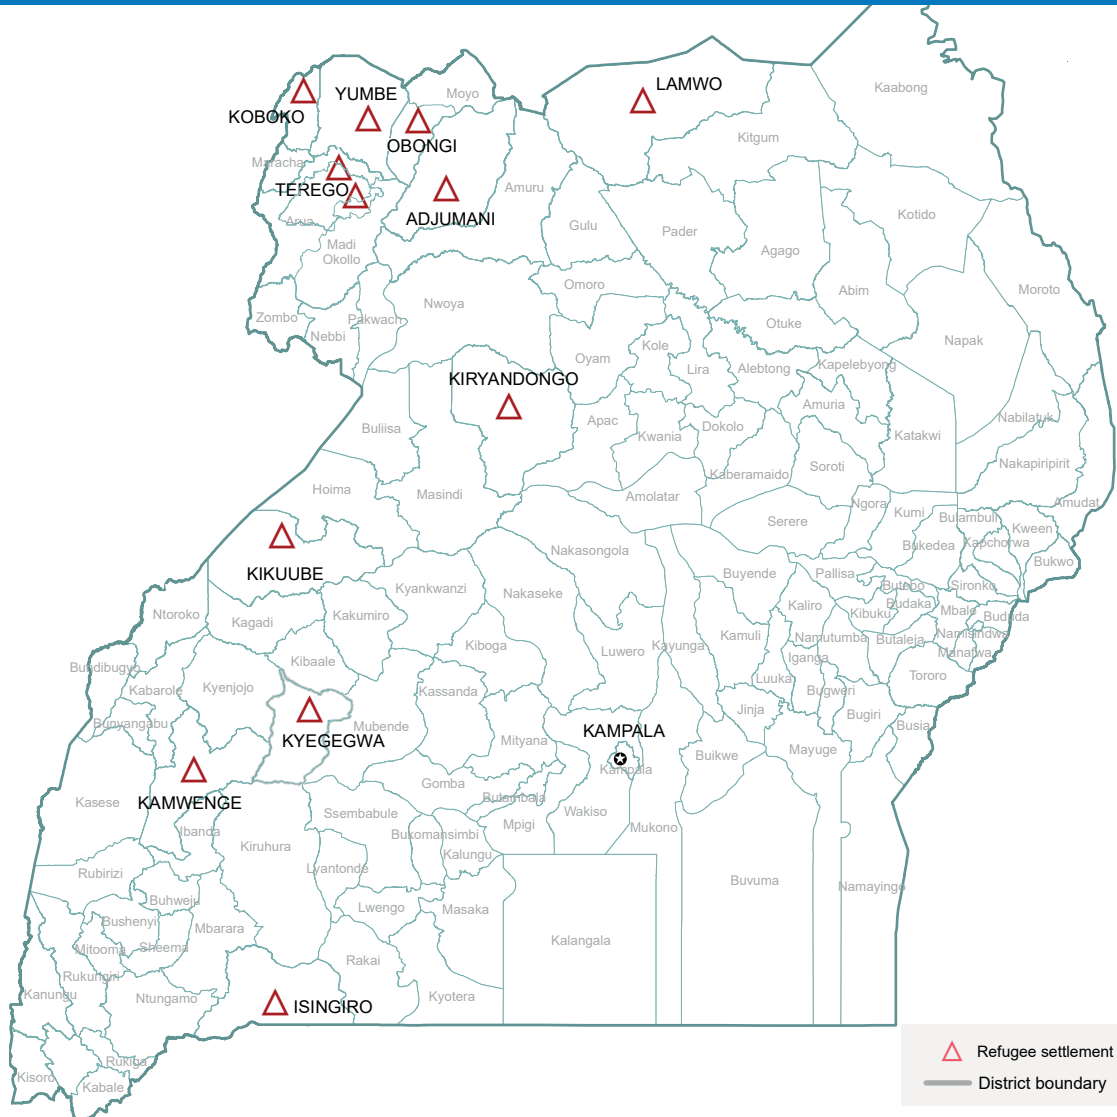 Kaabong
Moyo
LAMWO
YUMBE
KOBOKO
Kitgum
OBONGI
Maracha
TEREGO
Amuru
ADJUMANI
Arua
Gulu
Pader
Kotido
Madi
Okollo
Agago
Omoro
Abim
Moroto
Nwoya
Zombo
Pakwach
Nebbi
Otuke
Napak
Kole
Oyam
Lira
Alebtong
Kapelebyong
KIRYANDONGO
Amuria
Nabilatuk
Apac
Buliisa
Kwania
Dokolo
Katakwi
Nakapiripirit
Soroti
Kaberamaido
Hoima
Masindi
Amolatar
Ngora
Amudat
Kumi
Bulambuli
Serere
Kween
Kapchorwa
Bukedea
Nakasongola
Bukwo
KIKUUBE
Buyende
Pallisa
Butebo
Sironko
Kyankwanzi
Nakaseke
Kaliro
Budaka
Kibuku
Mbale
Bududa
Ntoroko
Kagadi
Kakumiro
Kamuli
Namutumba
Butaleja
Namisindwa
Kiboga
Luwero
Kayunga
Manafwa
Iganga
Kibaale
Bundibugyo
Kabarole
Kyenjojo
Kassanda
Luuka
Bugweri
Tororo
Jinja
Bugiri
Busia
Bunyangabu
Mubende
KYEGEGWA
Mityana
KAMPALA
Buikwe
Mayuge
Kampala
Gomba
Butambala
Kasese
KAMWENGE
Ssembabule
Wakiso
Mpigi
Mukono
Ibanda
Bukomansimbi
Kiruhura
Kalungu
Lyantonde
Rubirizi
Buvuma
Namayingo
Buhweju
Lwengo
Masaka
Bushenyi
Mbarara
Kalangala
Mitooma
Sheema
Rakai
Rukungiri
Kanungu
Ntungamo
Kyotera
ISINGIRO
Rukiga
Kisoro
Kabale
Refugee settlement
District boundary